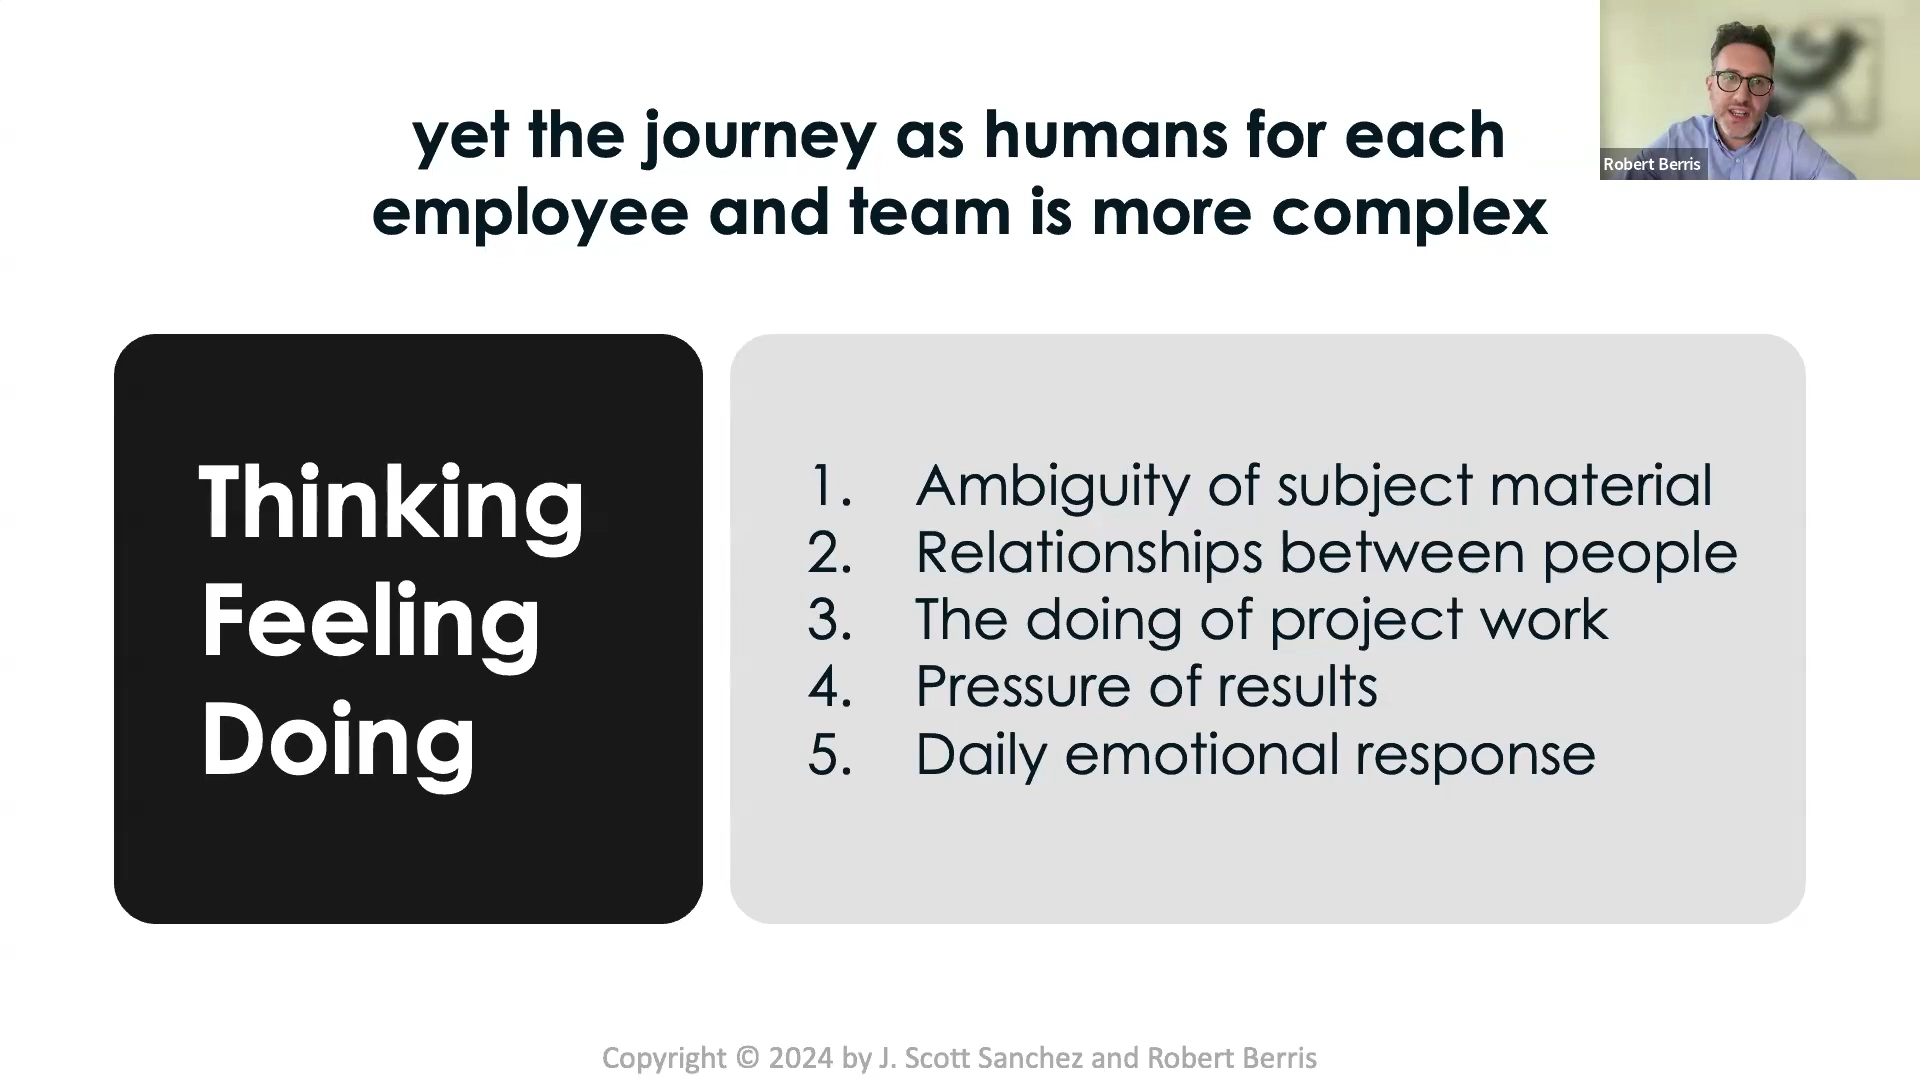 yet the journey as humans for each
employee and team is more complex
Robert Berris
Thinking
Feeling
Doing
1. Ambiguity of subject material
2. Relationships between people
3. The doing of project work
4. Pressure of results
5. Daily emotional response
Copyright © 2024 by J. Scott Sanchez and Robert Berris